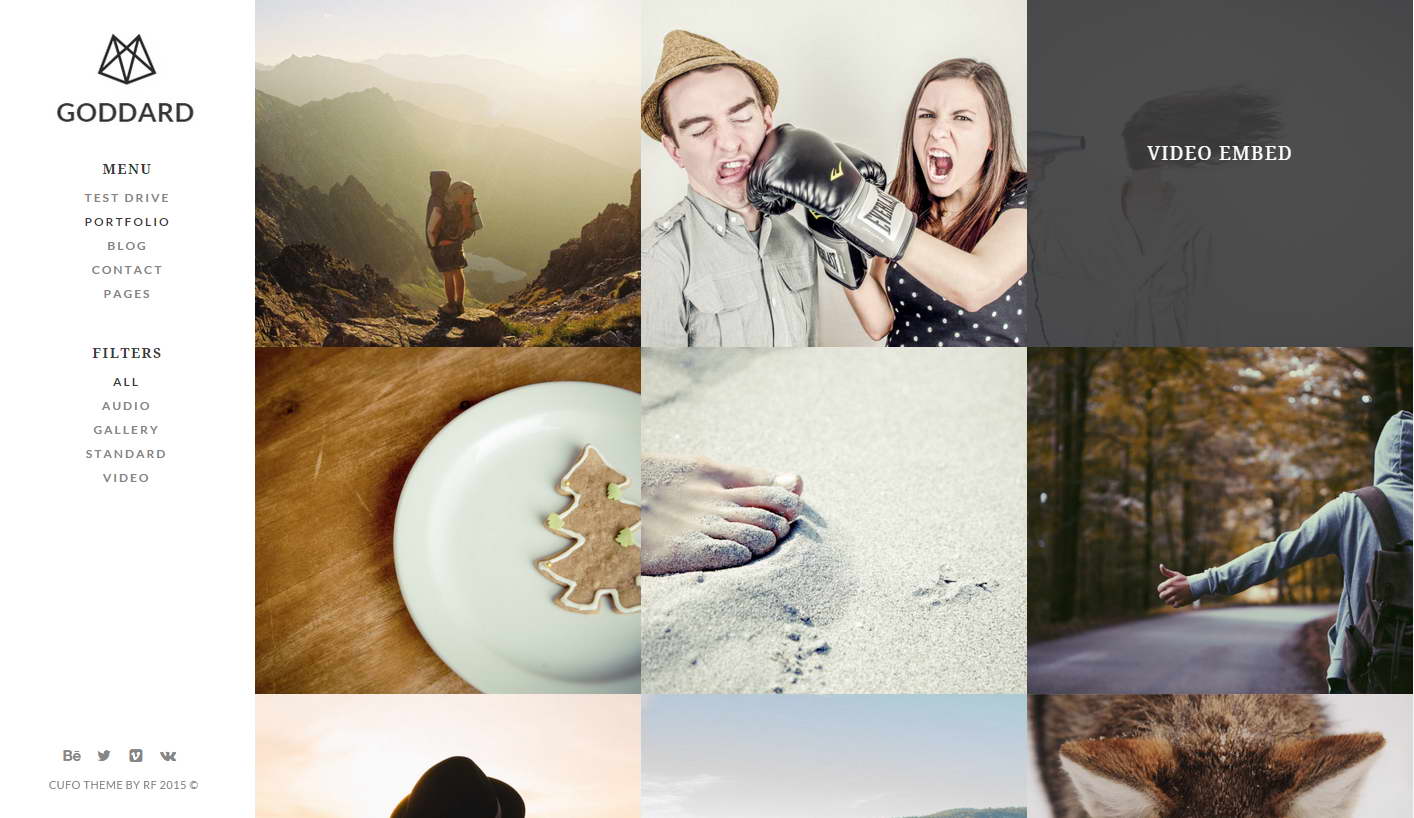 GODDARD
MENU
TEST DRIVE
PORTFOLIO
BLOG
CONTACT
PAGES
FILTERS
ALL
AUDIO
GALLERY
STANDARD
VIDEO
Bē
CUFO THEME BY RF 2015 ©
VIDEO EMBED